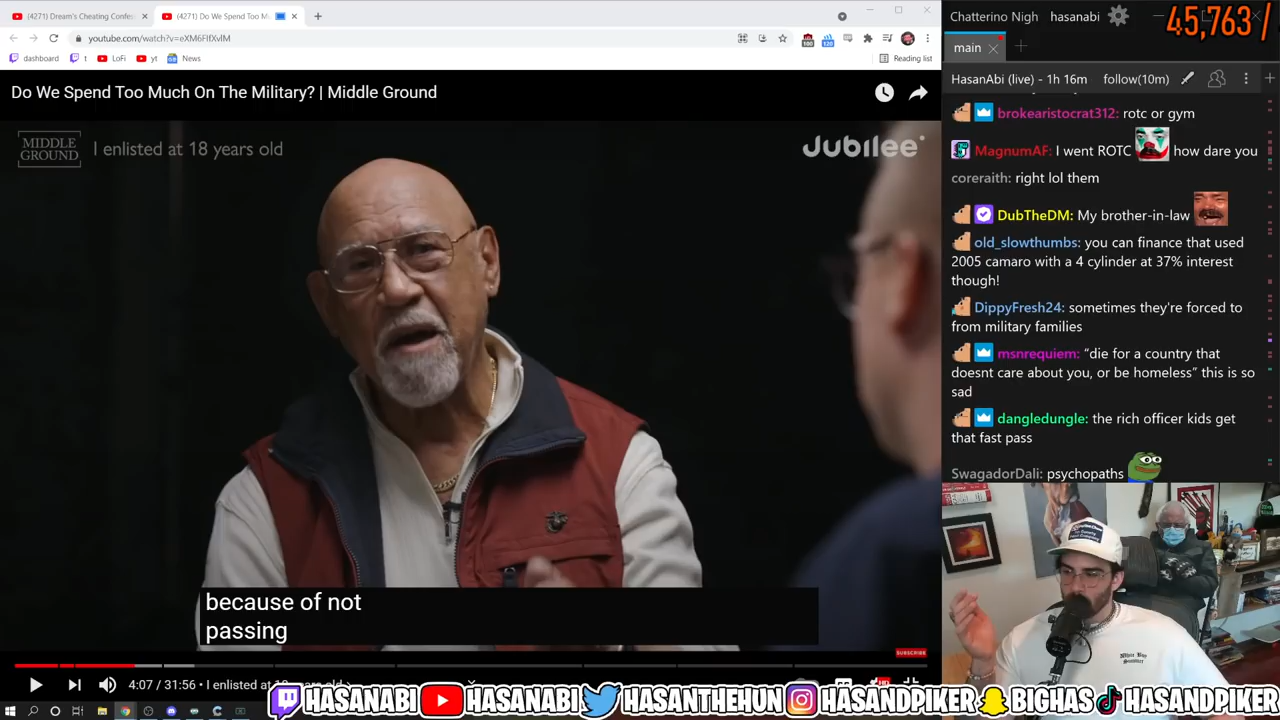 (4271) Dream's Cheating Confes
(4271) Do We Spend Too M
youtube.com/watch?v=eXM6FIfXvlM
dashboard
1
LoFi
yt
News
Reading list
Do We Spend Too Much On The Military? | Middle Ground
MIDDLE
GROUND
I enlisted at 18 years old
Jubilee
because of not
passing
SUBSCRIBE
4:07 / 31:56 • I enlisted at
Chatterino Nigh
hasanabi
45,763 /
main
HasanAbi (live) - 1h 16m
follow(10m)
brokearistocrat312: rotc or gym
MagnumAF: I went ROTC how dare you
coreraith: right lol them
DubTheDM: My brother-in-law
old_slowthumbs: you can finance that used
2005 camaro with a 4 cylinder at 37% interest
though!
DippyFresh24: sometimes they're forced to
from military families
msnrequiem: “die for a country that
doesnt care about you, or be homeless” this is so
sad
dangledungle: the rich officer kids get
that fast pass
SwagadorDali: psychopaths
HASANABI
HASANABI
HASANTHEHUN
HASANDPIKER
BIGHAS
HASANDPIKER